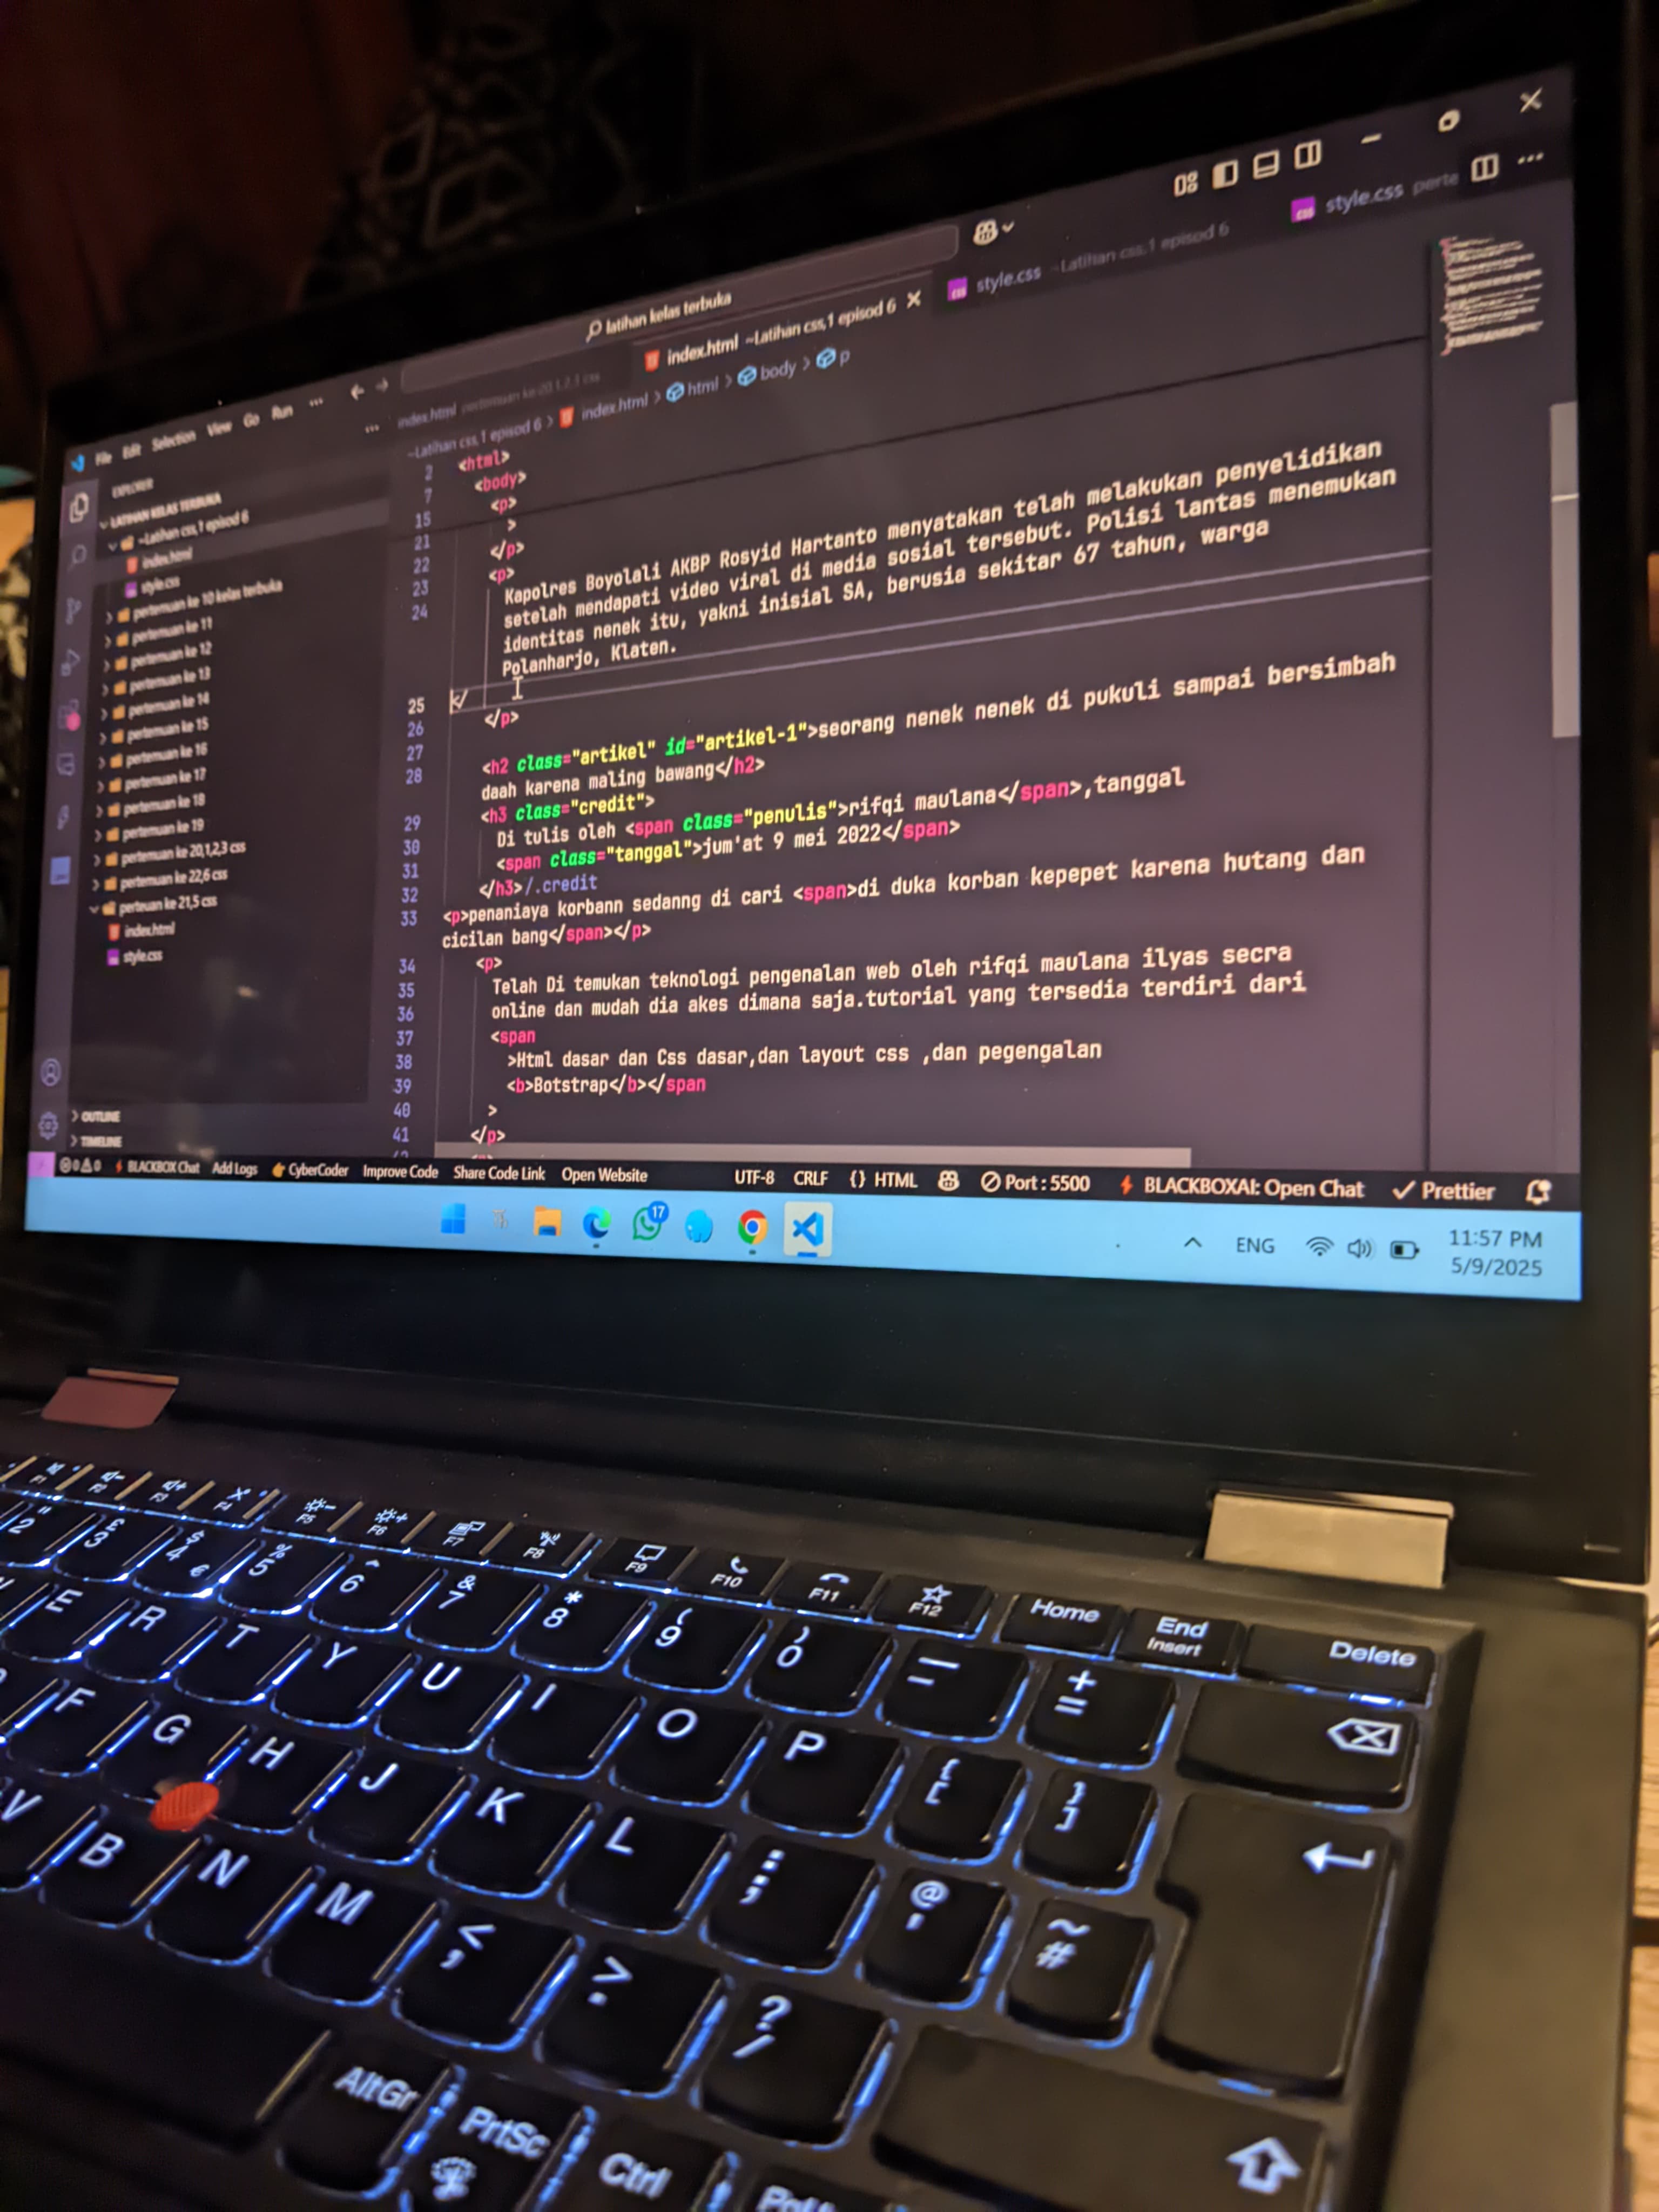 latihan kelas terbuka
File Edit Selection View Go Run ...
index.html pertemuan ke 20,1,2,3 css
index.html ~Latihan css,1 episod 6
style.css ~Latihan css,1 episod 6
style.css perte
~Latihan css,1 episod 6 > index.html > html > body > p
EXPLORER
LATIHAN KELAS TERBUKA
~Latihan css,1 episod 6
index.html
style.css
pertemuan ke 10 kelas terbuka
pertemuan ke 11
pertemuan ke 12
pertemuan ke 13
pertemuan ke 14
pertemuan ke 15
pertemuan ke 16
pertemuan ke 17
pertemuan ke 18
pertemuan ke 19
pertemuan ke 20,1,2,3 css
pertemuan ke 22,6 css
perteuan ke 21,5 css
index.html
style.css
OUTLINE
TIMELINE
2 <html>
7 <body>
15 <p>
21 >
22 </p>
23 <p>
24 Kapolres Boyolali AKBP Rosyid Hartanto menyatakan telah melakukan penyelidikan
setelah mendapati video viral di media sosial tersebut. Polisi lantas menemukan
identitas nenek itu, yakni inisial SA, berusia sekitar 67 tahun, warga
Polanharjo, Klaten.
25 </
26 </p>
27
28 <h2 class="artikel" id="artikel-1">seorang nenek nenek di pukuli sampai bersimbah
daah karena maling bawang</h2>
29 <h3 class="credit">
30 Di tulis oleh <span class="penulis">rifqi maulana</span>,tanggal
31 <span class="tanggal">jum'at 9 mei 2022</span>
32 </h3>/.credit
33 <p>penaniaya korbann sedanng di cari <span>di duka korban kepepet karena hutang dan
cicilan bang</span></p>
34 <p>
35 Telah Di temukan teknologi pengenalan web oleh rifqi maulana ilyas secra
36 online dan mudah dia akes dimana saja.tutorial yang tersedia terdiri dari
37 <span
38 >Html dasar dan Css dasar,dan layout css ,dan pegengalan
39 <b>Botstrap</b></span
40 >
41 </p>
0 0 BLACKBOX Chat Add Logs CyberCoder Improve Code Share Code Link Open Website UTF-8 CRLF {} HTML Port : 5500 BLACKBOXAI: Open Chat Prettier
17 ENG 11:57 PM
5/9/2025
F1 F2 F3 F4 F5 F6 F7 F8 F9 F10 F11 F12 Home End Insert Delete
" 2 £ 3 $ 4 € % 5 ^ 6 & 7 * 8 ( 9 ) 0 _ - + =
E R T Y U I O P { [ } ]
F G H J K L : ; @ ' ~ #
V B N M < , > . ? /
AltGr PrtSc Ctrl